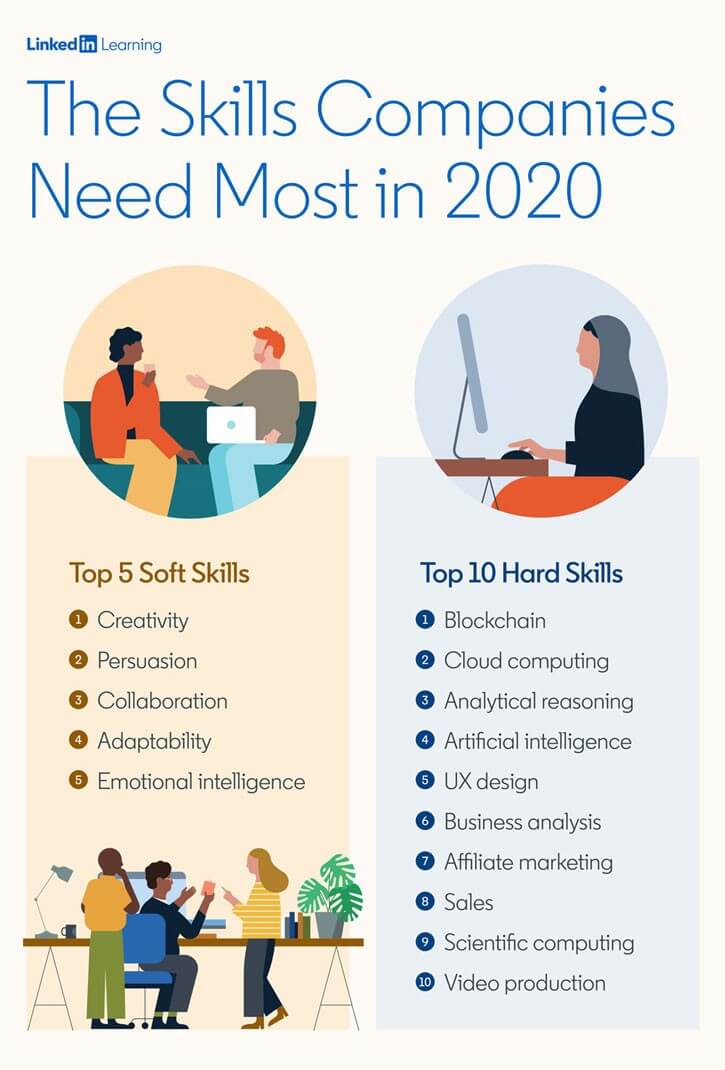 Linked in Learning
The Skills Companies
Need Most in 2020
Top 5 Soft Skills
1 Creativity
2 Persuasion
3 Collaboration
4 Adaptability
5 Emotional intelligence
Top 10 Hard Skills
1 Blockchain
2 Cloud computing
3 Analytical reasoning
4 Artificial intelligence
5 UX design
6 Business analysis
7 Affiliate marketing
8 Sales
9 Scientific computing
10 Video production